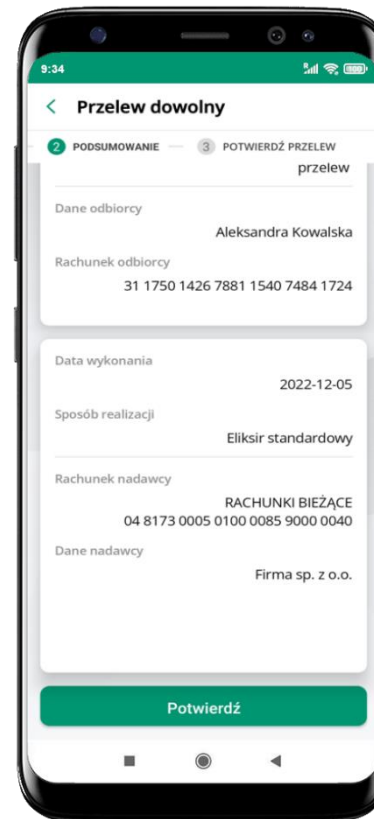 9:34
Przelew dowolny
2 PODSUMOWANIE 3 POTWIERDŹ PRZELEW
przelew
Dane odbiorcy
Aleksandra Kowalska
Rachunek odbiorcy
31 1750 1426 7881 1540 7484 1724
Data wykonania
2022-12-05
Sposób realizacji
Eliksir standardowy
Rachunek nadawcy
RACHUNKI BIEŻĄCE
04 8173 0005 0100 0085 9000 0040
Dane nadawcy
Firma sp. z o.o.
Potwierdź